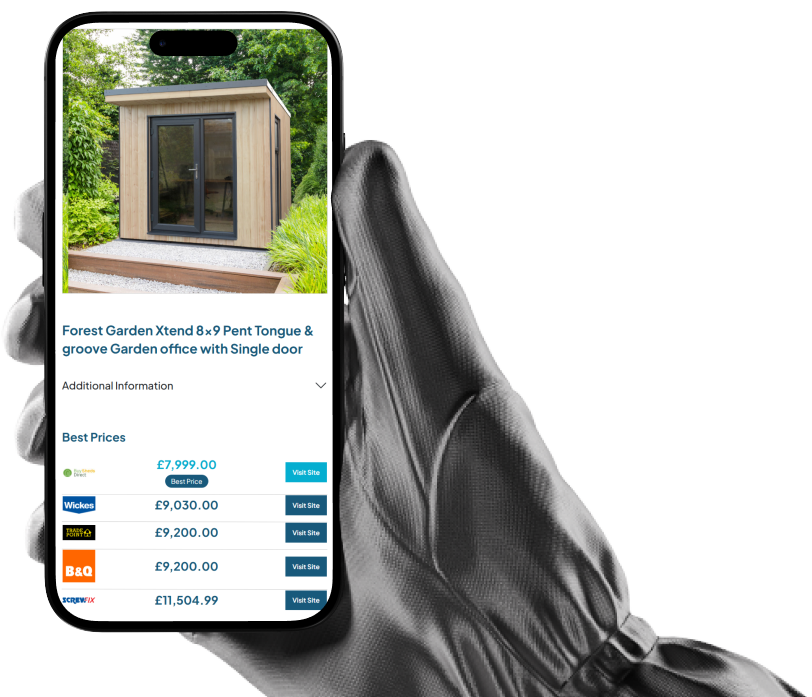 Forest Garden Xtend 8×9 Pent Tongue &
groove Garden office with Single door
Additional Information
Best Prices
£7,999.00
Visit Site
Best Price
Wickes
£9,030.00
Visit Site
TRADE
POINT
£9,200.00
Visit Site
B&Q
£9,200.00
Visit Site
SCREWFIX
£11,504.99
Visit Site